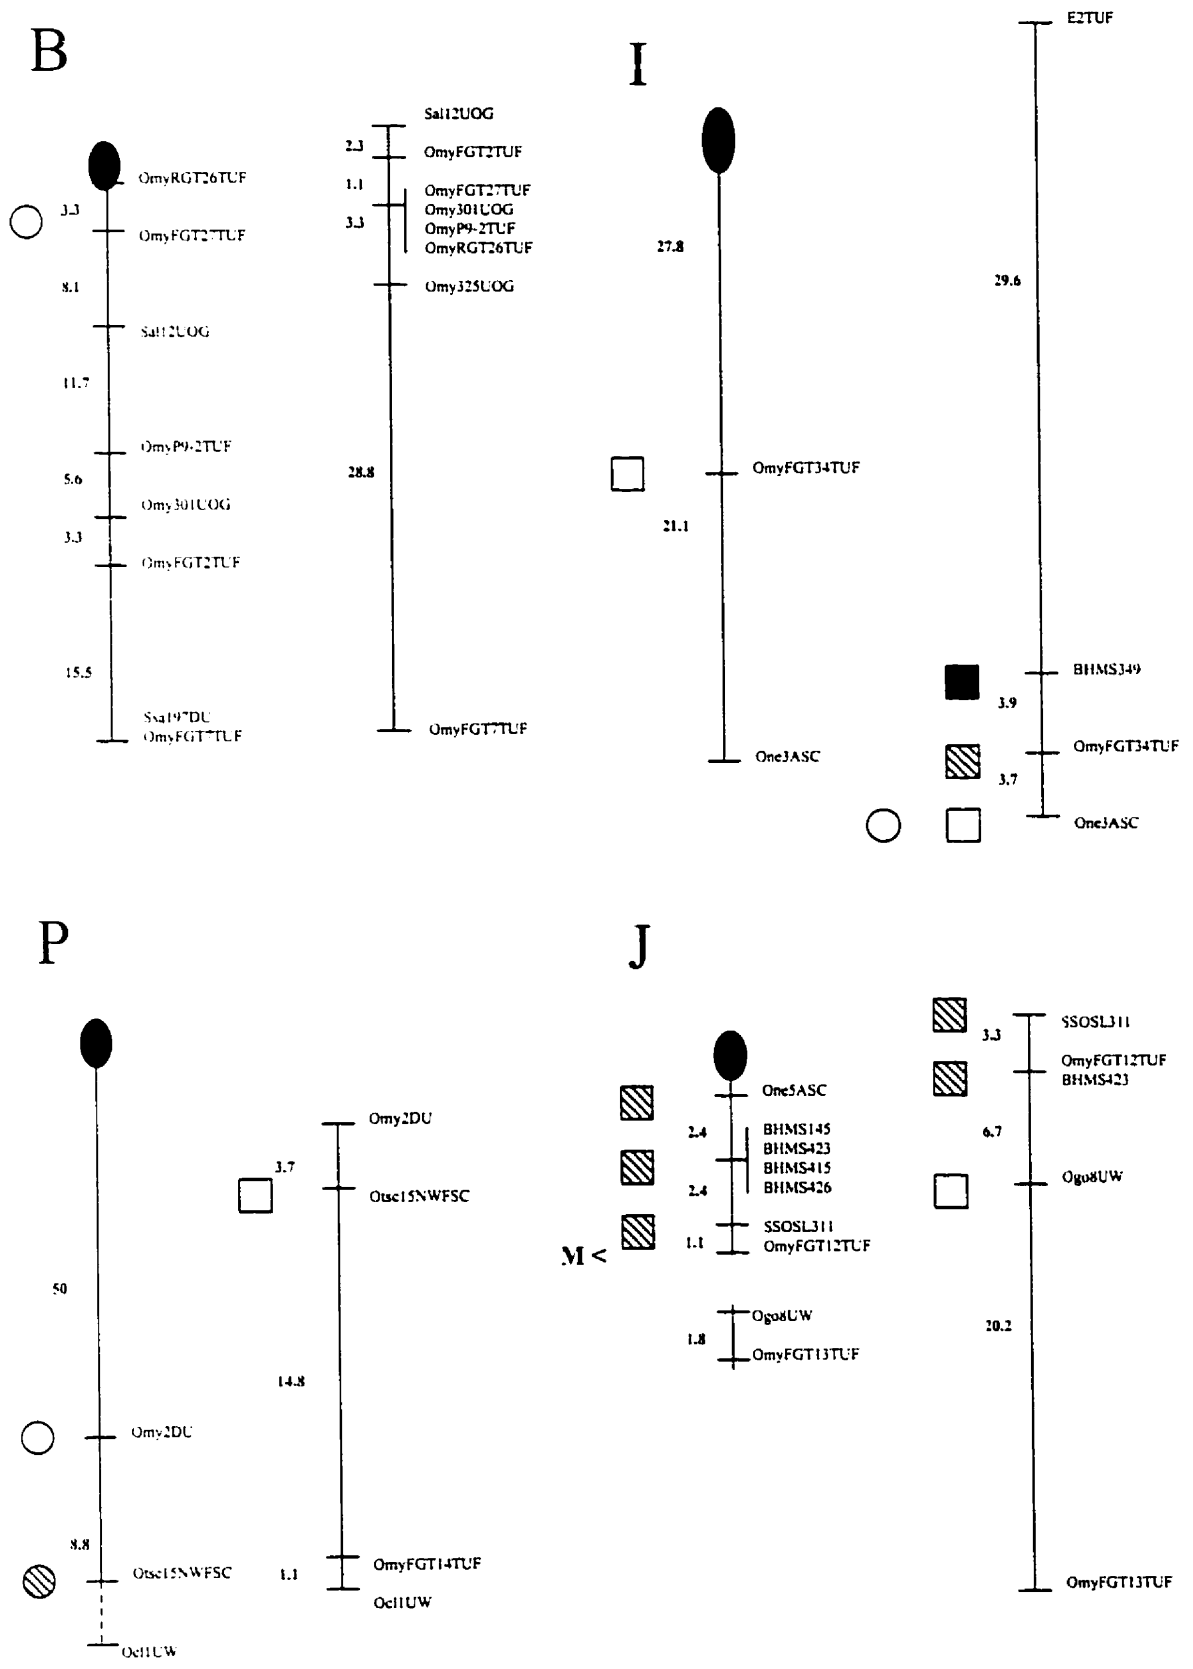 B
OmyRGT26TUF
3.3
OmyFGT27TUF
8.1
Sal12UOG
11.7
OmyP9-2TUF
5.6
Omy301UOG
3.3
OmyFGT2TUF
15.5
Ssa197DU
OmyFGT7TUF
Sal12UOG
2.3
OmyFGT2TUF
1.1
OmyFGT27TUF
Omy301UOG
3.3
OmyP9-2TUF
OmyRGT26TUF
Omy325UOG
28.8
OmyFGT7TUF
I
27.8
OmyFGT34TUF
21.1
One3ASC
E2TUF
29.6
BHMS349
3.9
OmyFGT34TUF
3.7
One3ASC
P
50
Omy2DU
8.8
Otsc15NWFSC
Ocl1UW
Omy2DU
3.7
Otsc15NWFSC
14.8
OmyFGT14TUF
1.1
Ocl1UW
J
One5ASC
2.4
BHMS145
BHMS423
BHMS415
2.4
BHMS426
SSOSL311
1.1
OmyFGT12TUF
M <
Ogo8UW
1.8
OmyFGT13TUF
SSOSL311
3.3
OmyFGT12TUF
BHMS423
6.7
Ogo8UW
20.2
OmyFGT13TUF